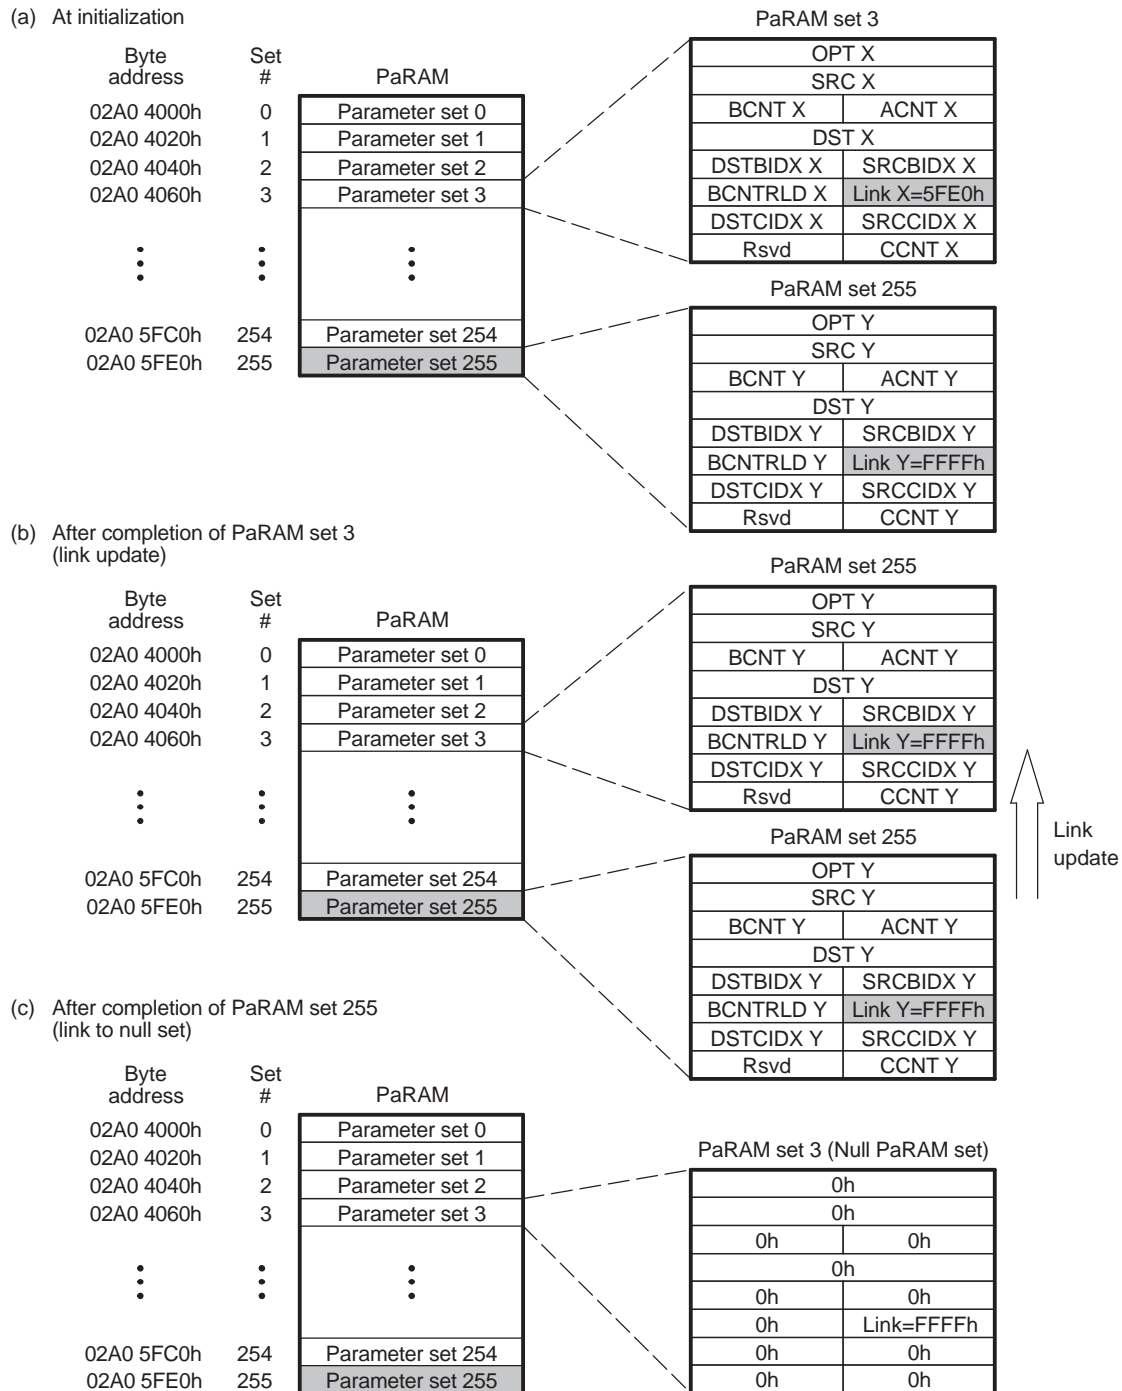 (a) At initialization
Byte address Set # PaRAM
02A0 4000h 0 Parameter set 0
02A0 4020h 1 Parameter set 1
02A0 4040h 2 Parameter set 2
02A0 4060h 3 Parameter set 3
02A0 5FC0h 254 Parameter set 254
02A0 5FE0h 255 Parameter set 255
PaRAM set 3
OPT X
SRC X
BCNT X ACNT X
DST X
DSTBIDX X SRCBIDX X
BCNTRLD X Link X=5FE0h
DSTCIDX X SRCCIDX X
Rsvd CCNT X
PaRAM set 255
OPT Y
SRC Y
BCNT Y ACNT Y
DST Y
DSTBIDX Y SRCBIDX Y
BCNTRLD Y Link Y=FFFFh
DSTCIDX Y SRCCIDX Y
Rsvd CCNT Y
(b) After completion of PaRAM set 3
(link update)
Byte address Set # PaRAM
02A0 4000h 0 Parameter set 0
02A0 4020h 1 Parameter set 1
02A0 4040h 2 Parameter set 2
02A0 4060h 3 Parameter set 3
02A0 5FC0h 254 Parameter set 254
02A0 5FE0h 255 Parameter set 255
PaRAM set 255
OPT Y
SRC Y
BCNT Y ACNT Y
DST Y
DSTBIDX Y SRCBIDX Y
BCNTRLD Y Link Y=FFFFh
DSTCIDX Y SRCCIDX Y
Rsvd CCNT Y
Link
update
PaRAM set 255
OPT Y
SRC Y
BCNT Y ACNT Y
DST Y
DSTBIDX Y SRCBIDX Y
BCNTRLD Y Link Y=FFFFh
DSTCIDX Y SRCCIDX Y
Rsvd CCNT Y
(c) After completion of PaRAM set 255
(link to null set)
Byte address Set # PaRAM
02A0 4000h 0 Parameter set 0
02A0 4020h 1 Parameter set 1
02A0 4040h 2 Parameter set 2
02A0 4060h 3 Parameter set 3
02A0 5FC0h 254 Parameter set 254
02A0 5FE0h 255 Parameter set 255
PaRAM set 3 (Null PaRAM set)
0h
0h
0h 0h
0h
0h 0h
0h Link=FFFFh
0h 0h
0h 0h